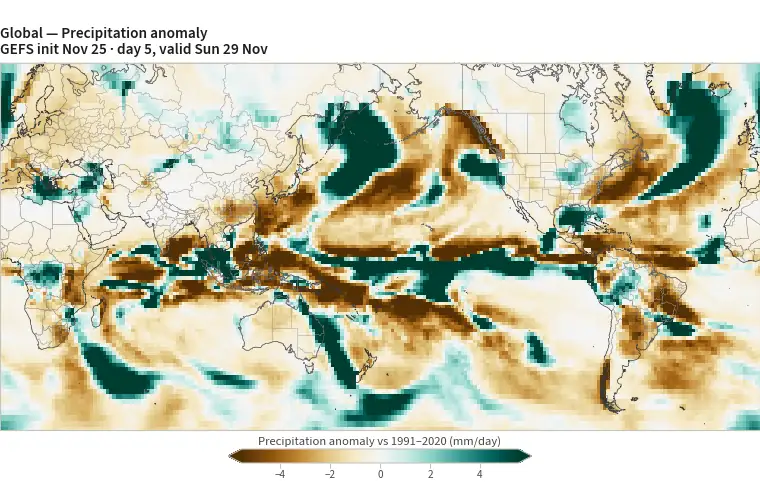 Global — Precipitation anomaly
GEFS init Nov 25 · day 5, valid Sun 29 Nov
Precipitation anomaly vs 1991–2020 (mm/day)
−4 −2 0 2 4